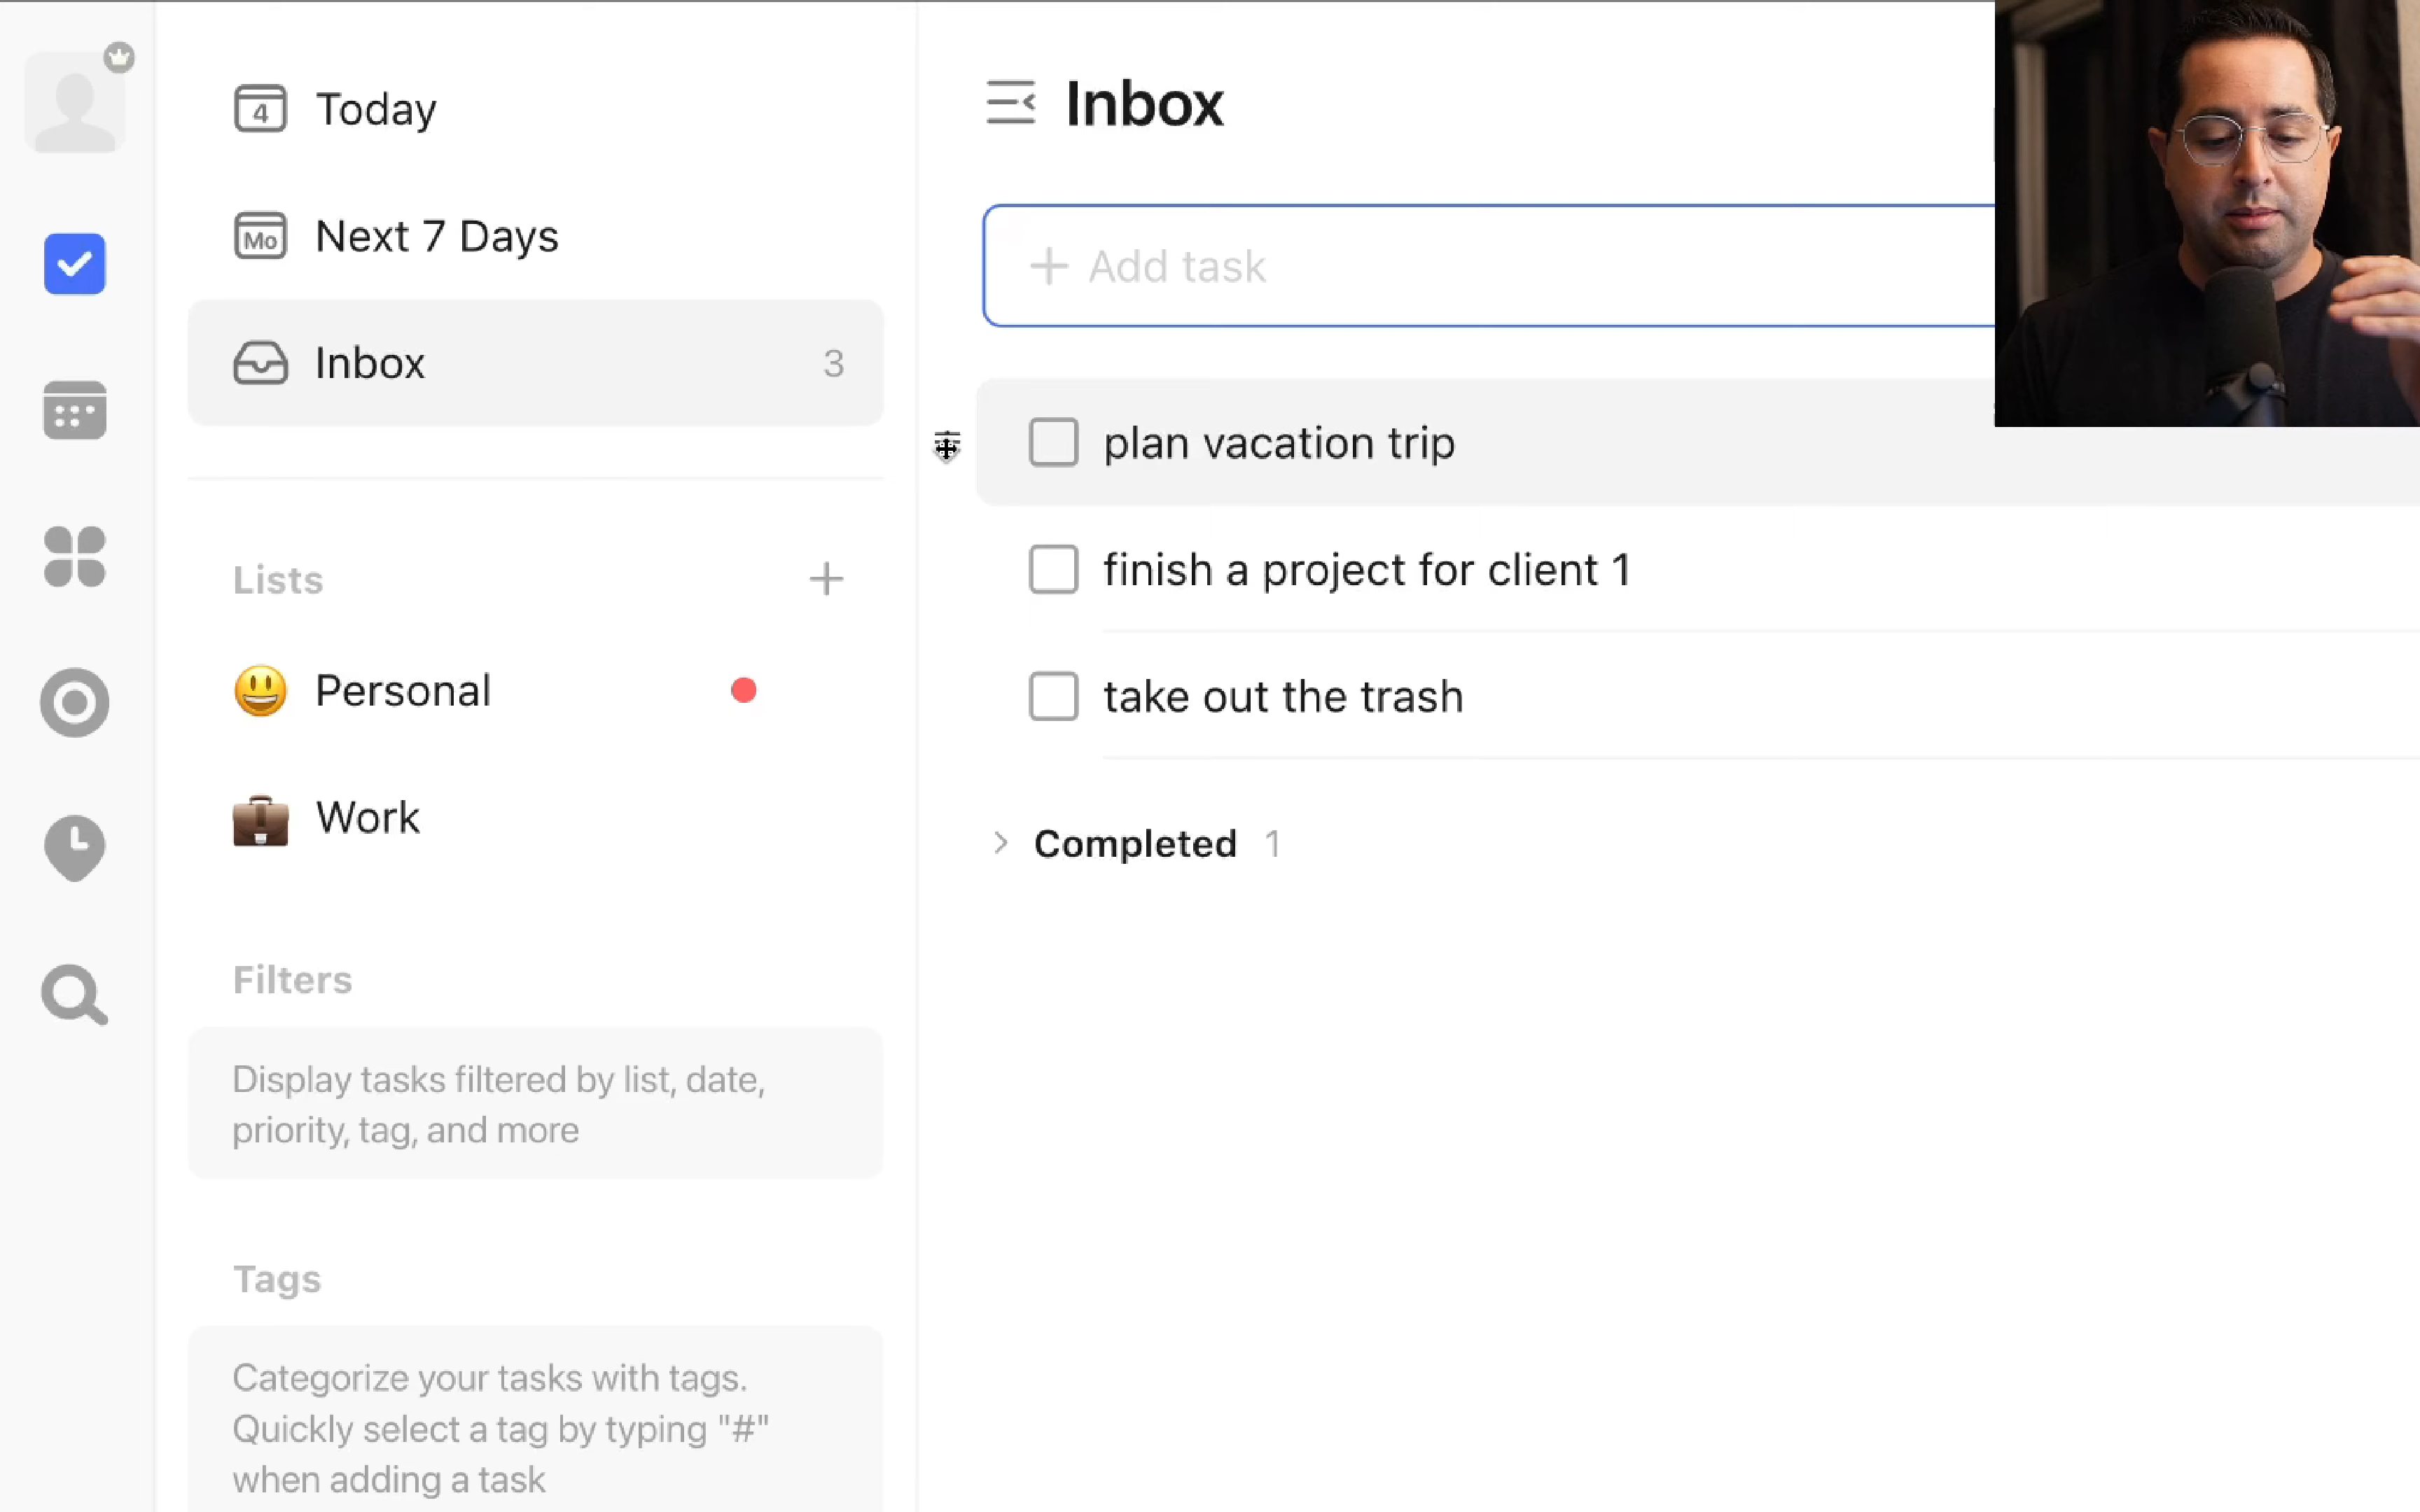 4 Today
Mo Next 7 Days
Inbox 3
Lists
Personal
Work
Filters
Display tasks filtered by list, date,
priority, tag, and more
Tags
Categorize your tasks with tags.
Quickly select a tag by typing "#"
when adding a task
Inbox
Add task
plan vacation trip
finish a project for client 1
take out the trash
Completed 1